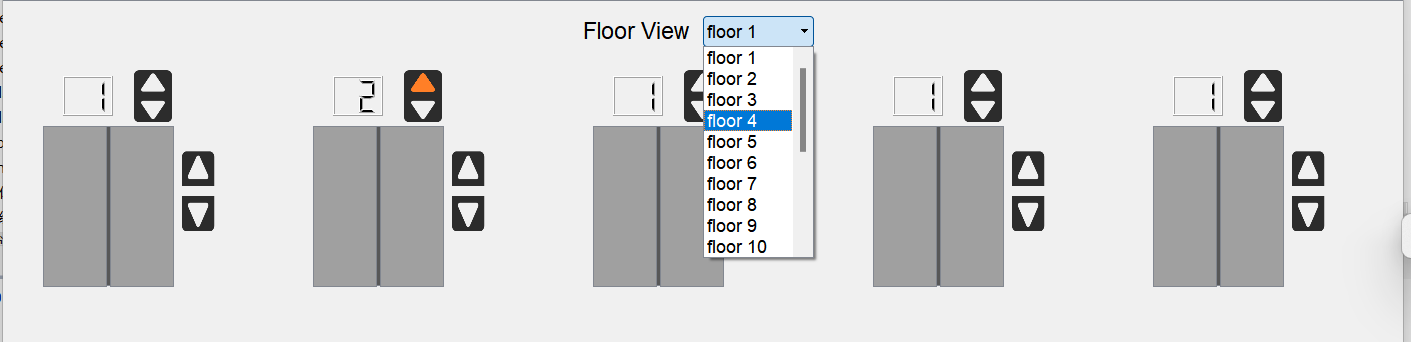 Floor View floor 1
floor 1
floor 2
1 2 1 1 1
floor 3
floor 4
floor 5
floor 6
floor 7
floor 8
floor 9
floor 10